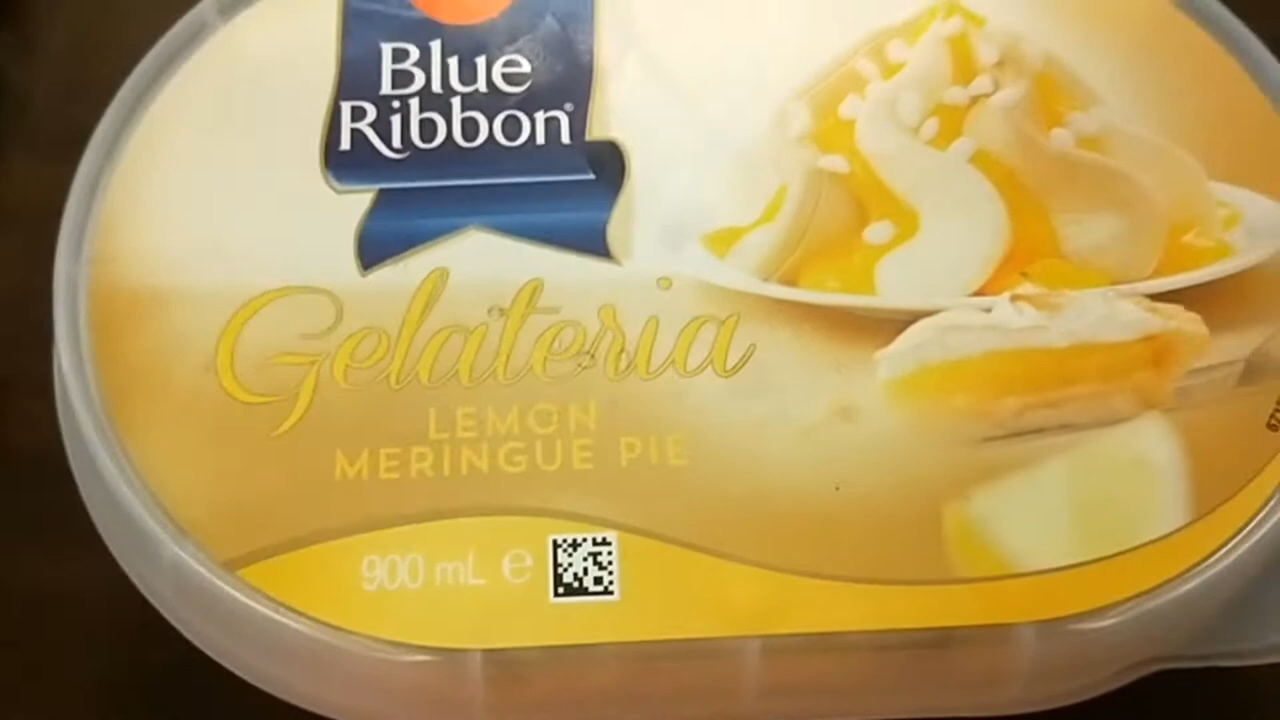 Blue
Ribbon®
Gelateria
LEMON
MERINGUE PIE
900 mL ℮